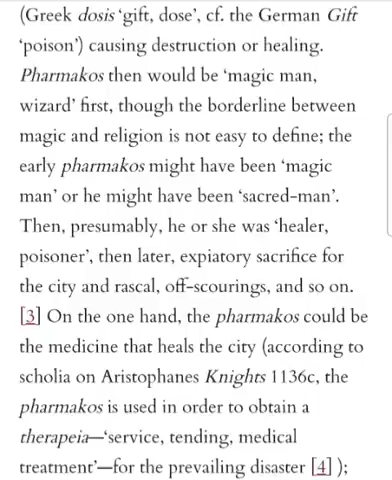 (Greek dosis ‘gift, dose’, cf. the German Gift
‘poison’) causing destruction or healing.
Pharmakos then would be ‘magic man,
wizard’ first, though the borderline between
magic and religion is not easy to define; the
early pharmakos might have been ‘magic
man’ or he might have been ‘sacred-man’.
Then, presumably, he or she was ‘healer,
poisoner’, then later, expiatory sacrifice for
the city and rascal, off-scourings, and so on.
[3] On the one hand, the pharmakos could be
the medicine that heals the city (according to
scholia on Aristophanes Knights 1136c, the
pharmakos is used in order to obtain a
therapeia—‘service, tending, medical
treatment’—for the prevailing disaster [4] );